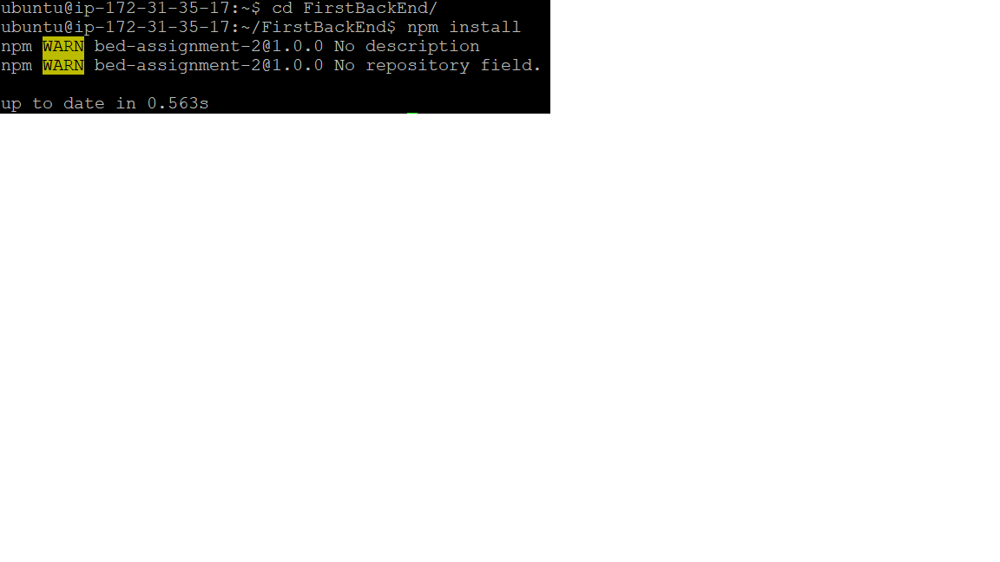 ubuntu@ip-172-31-35-17:~$ cd FirstBackEnd/
ubuntu@ip-172-31-35-17:~/FirstBackEnd$ npm install
npm WARN bed-assignment-2@1.0.0 No description
npm WARN bed-assignment-2@1.0.0 No repository field.
up to date in 0.563s